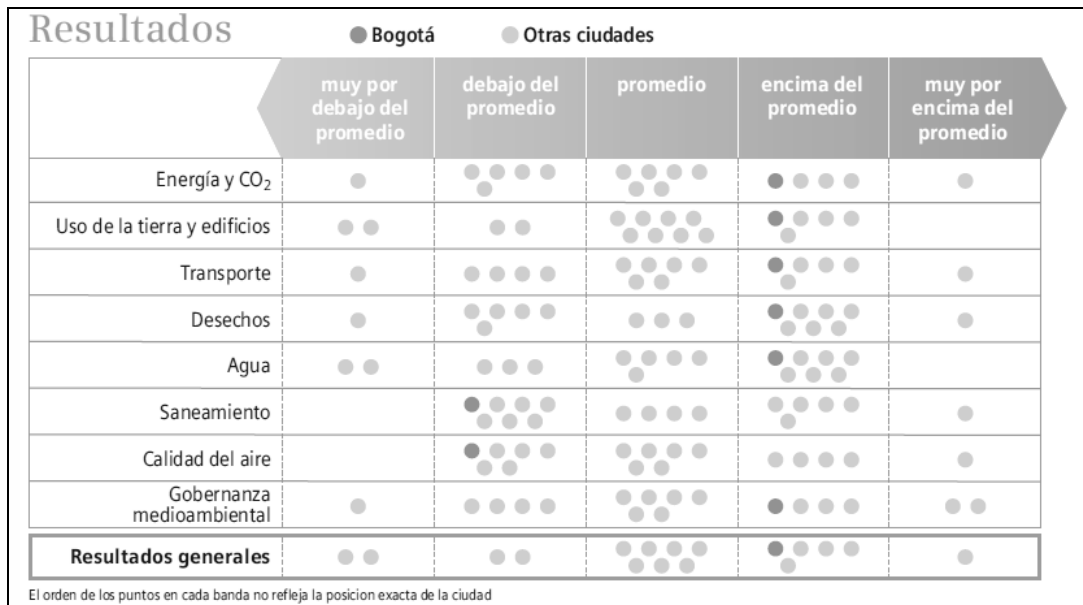 Resultados
Bogotá
Otras ciudades
muy por
debajo del
promedio
debajo del
promedio
promedio
encima del
promedio
muy por
encima del
promedio
Energía y CO₂
Uso de la tierra y edificios
Transporte
Desechos
Agua
Saneamiento
Calidad del aire
Gobernanza
medioambiental
Resultados generales
El orden de los puntos en cada banda no refleja la posicion exacta de la ciudad